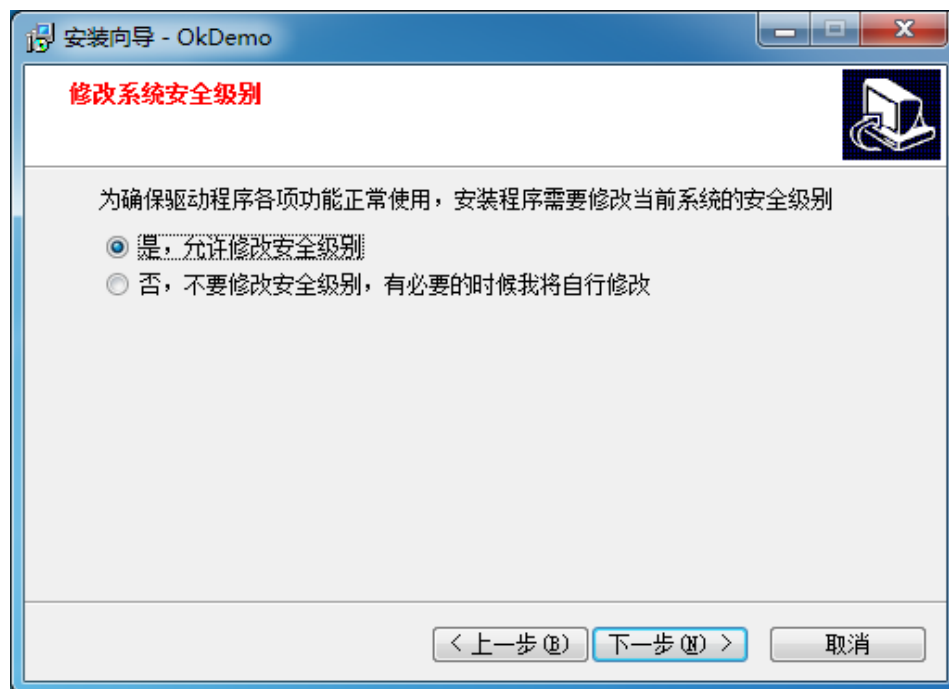 安装向导 - OkDemo
修改系统安全级别
为确保驱动程序各项功能正常使用，安装程序需要修改当前系统的安全级别
是，允许修改安全级别
否，不要修改安全级别，有必要的时候我将自行修改
< 上一步(B) 下一步(N) > 取消